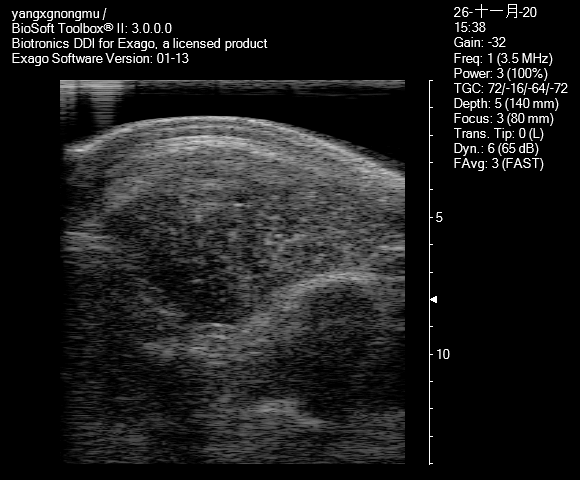 yangxgnongmu /
BioSoft Toolbox® II: 3.0.0.0
Biotronics DDI for Exago, a licensed product
Exago Software Version: 01-13
26-十一月-20
15:38
Gain: -32
Freq: 1 (3.5 MHz)
Power: 3 (100%)
TGC: 72/-16/-64/-72
Depth: 5 (140 mm)
Focus: 3 (80 mm)
Trans. Tip: 0 (L)
Dyn.: 6 (65 dB)
FAvg: 3 (FAST)
5
10